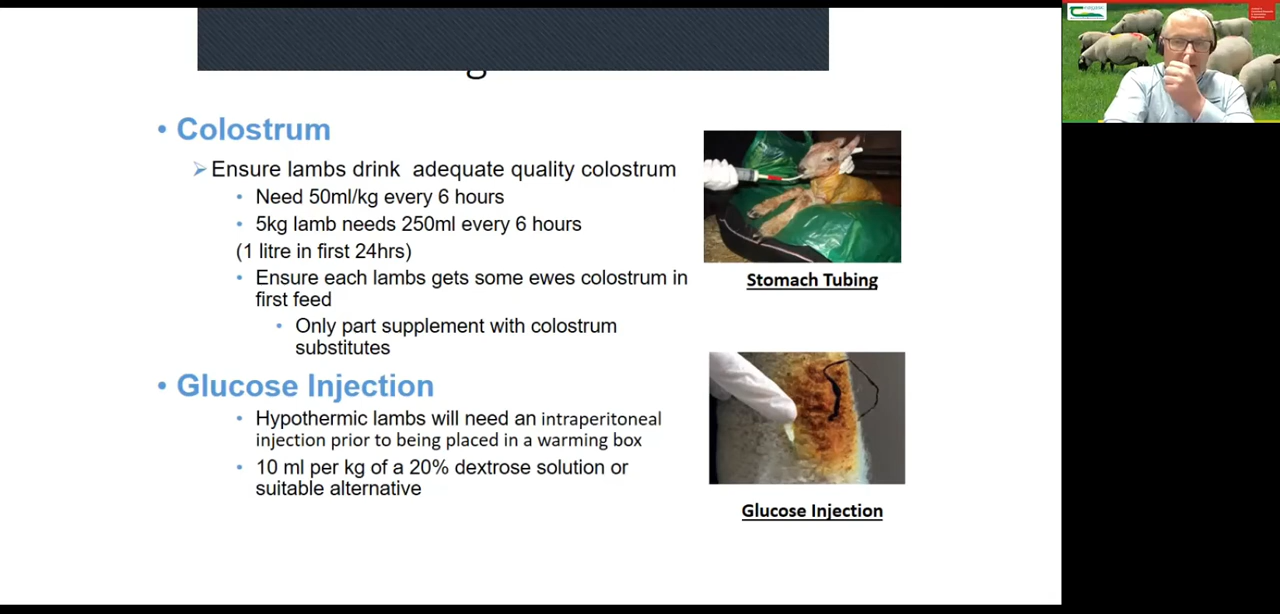 • Colostrum
➢ Ensure lambs drink adequate quality colostrum
• Need 50ml/kg every 6 hours
• 5kg lamb needs 250ml every 6 hours
(1 litre in first 24hrs)
• Ensure each lambs gets some ewes colostrum in
first feed
• Only part supplement with colostrum
substitutes
Stomach Tubing
• Glucose Injection
• Hypothermic lambs will need an intraperitoneal
injection prior to being placed in a warming box
• 10 ml per kg of a 20% dextrose solution or
suitable alternative
Glucose Injection